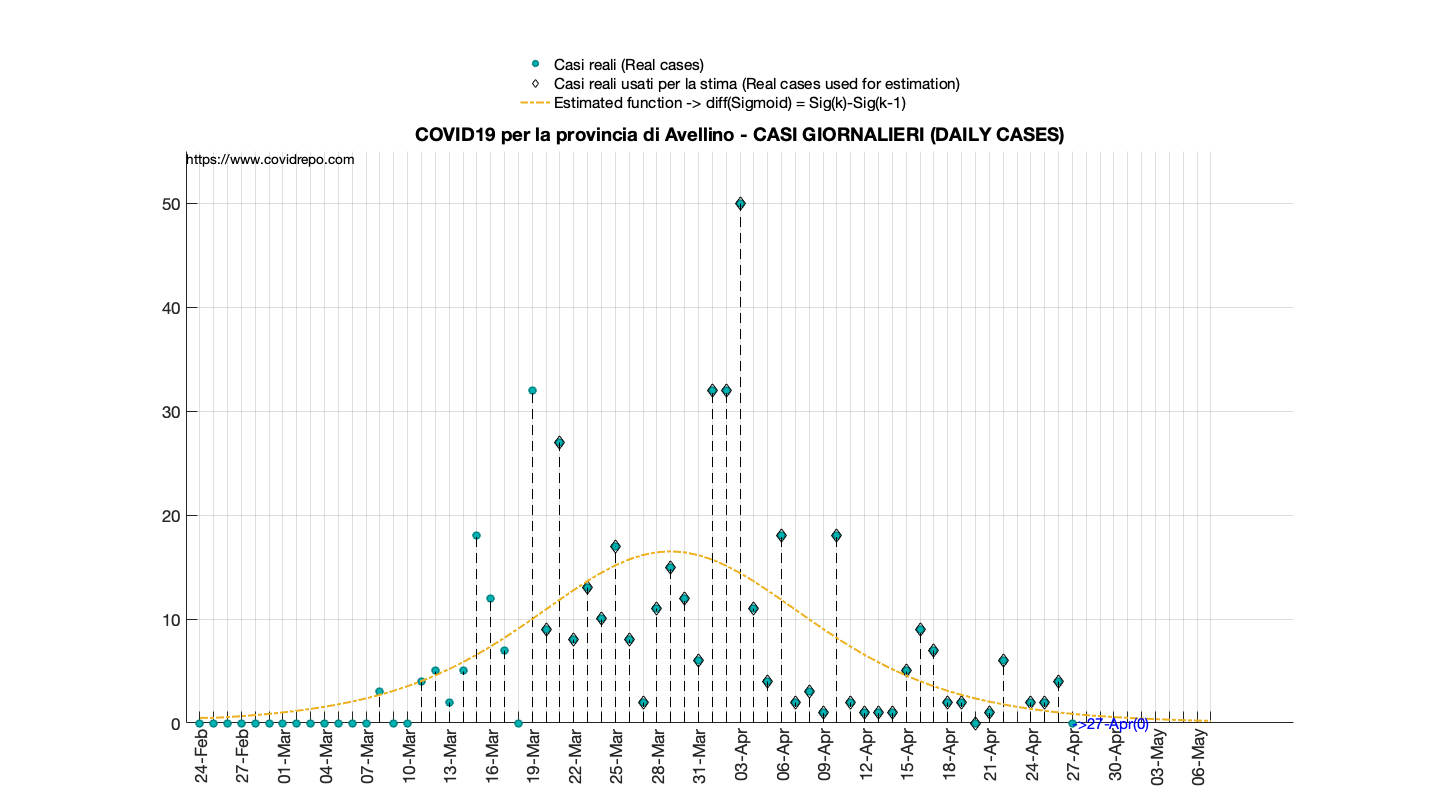 Casi reali (Real cases)
Casi reali usati per la stima (Real cases used for estimation)
Estimated function -> diff(Sigmoid) = Sig(k)-Sig(k-1)
COVID19 per la provincia di Avellino - CASI GIORNALIERI (DAILY CASES)
https://www.covidrepo.com
50
40
30
20
10
0
->27-Apr(0)
24-Feb
27-Feb
01-Mar
04-Mar
07-Mar
10-Mar
13-Mar
16-Mar
19-Mar
22-Mar
25-Mar
28-Mar
31-Mar
03-Apr
06-Apr
09-Apr
12-Apr
15-Apr
18-Apr
21-Apr
24-Apr
27-Apr
30-Apr
03-May
06-May